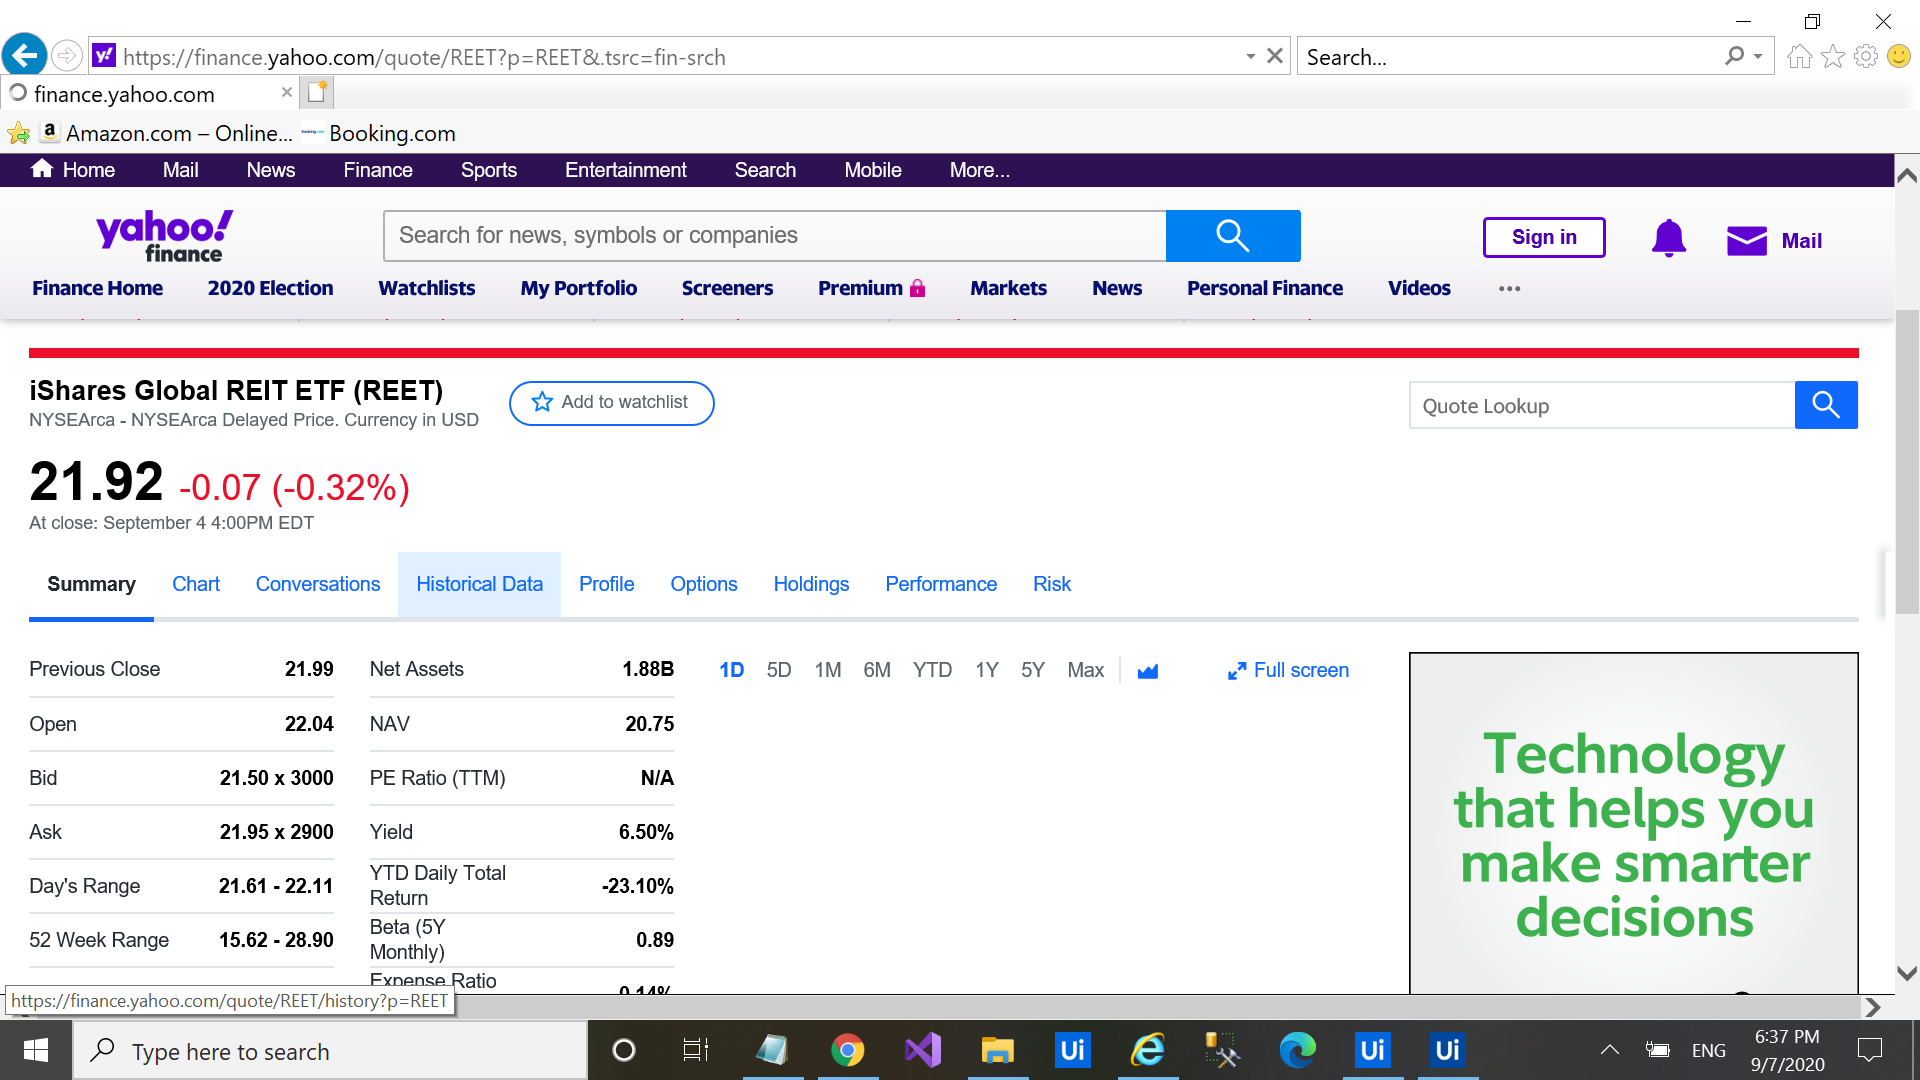 https://finance.yahoo.com/quote/REET?p=REET&.tsrc=fin-srch
Search...
finance.yahoo.com
Amazon.com – Online... Booking.com
Home Mail News Finance Sports Entertainment Search Mobile More...
yahoo!
finance
Search for news, symbols or companies
Sign in
Mail
Finance Home 2020 Election Watchlists My Portfolio Screeners Premium Markets News Personal Finance Videos
iShares Global REIT ETF (REET)
Add to watchlist
NYSEArca - NYSEArca Delayed Price. Currency in USD
Quote Lookup
21.92 -0.07 (-0.32%)
At close: September 4 4:00PM EDT
Summary Chart Conversations Historical Data Profile Options Holdings Performance Risk
Previous Close 21.99
Open 22.04
Bid 21.50 x 3000
Ask 21.95 x 2900
Day's Range 21.61 - 22.11
52 Week Range 15.62 - 28.90
Net Assets 1.88B
NAV 20.75
PE Ratio (TTM) N/A
Yield 6.50%
YTD Daily Total
Return -23.10%
Beta (5Y
Monthly) 0.89
Expense Ratio
0.14%
1D 5D 1M 6M YTD 1Y 5Y Max
Full screen
Technology
that helps you
make smarter
decisions
https://finance.yahoo.com/quote/REET/history?p=REET
Type here to search
Ui
Ui
Ui
ENG
6:37 PM
9/7/2020